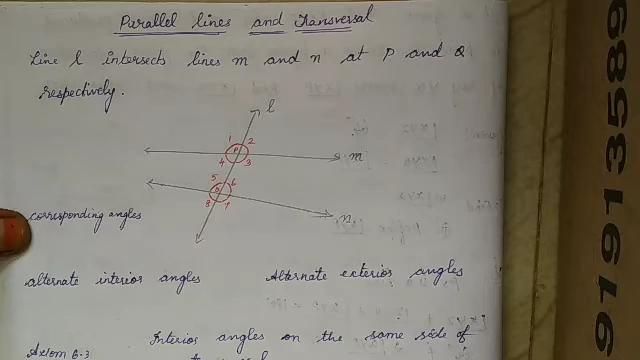 Parallel lines and Transversal
Line l intersects lines m and n at P and Q
respectively.
l
1 2
P m
4 3
5 6
Q n
8 7
corresponding angles
alternate interior angles Alternate exterior angles
Interior angles on the same side of
Axiom 6.3
919113589